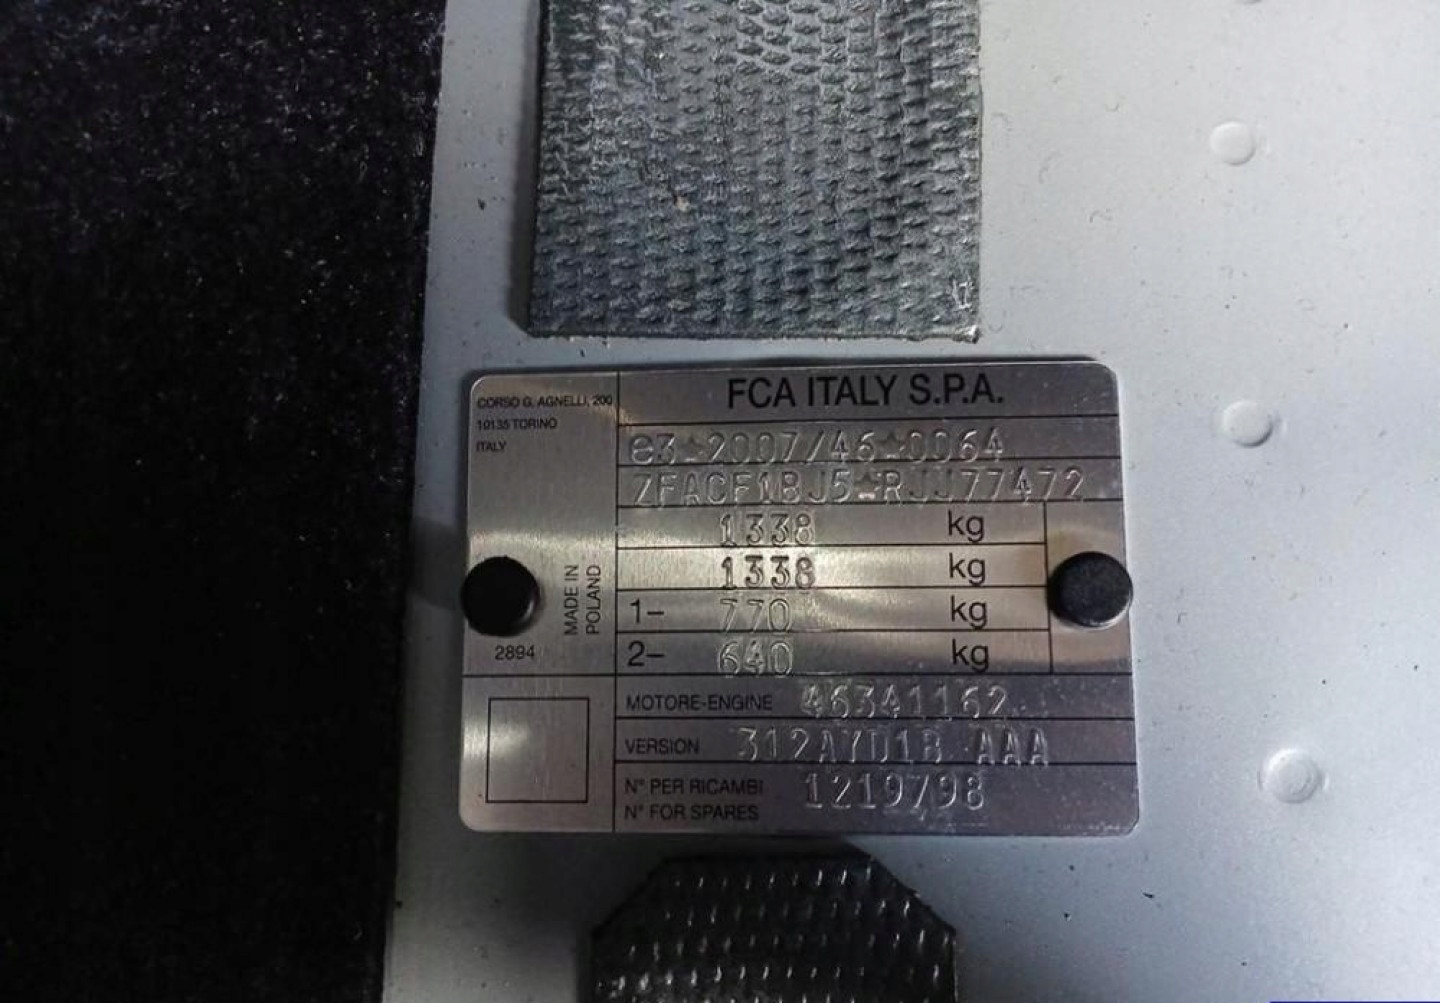 FCA ITALY S.P.A.
CORSO G. AGNELLI, 200
10135 TORINO
ITALY
e3*2007/46*0064
ZFACF1BJ5*RJJ77472
1338 kg
1338 kg
1- 770 kg
2- 640 kg
MADE IN
POLAND
2894
MOTORE-ENGINE 46341162
VERSION 312AYD1B AAA
N° PER RICAMBI
N° FOR SPARES
1219798